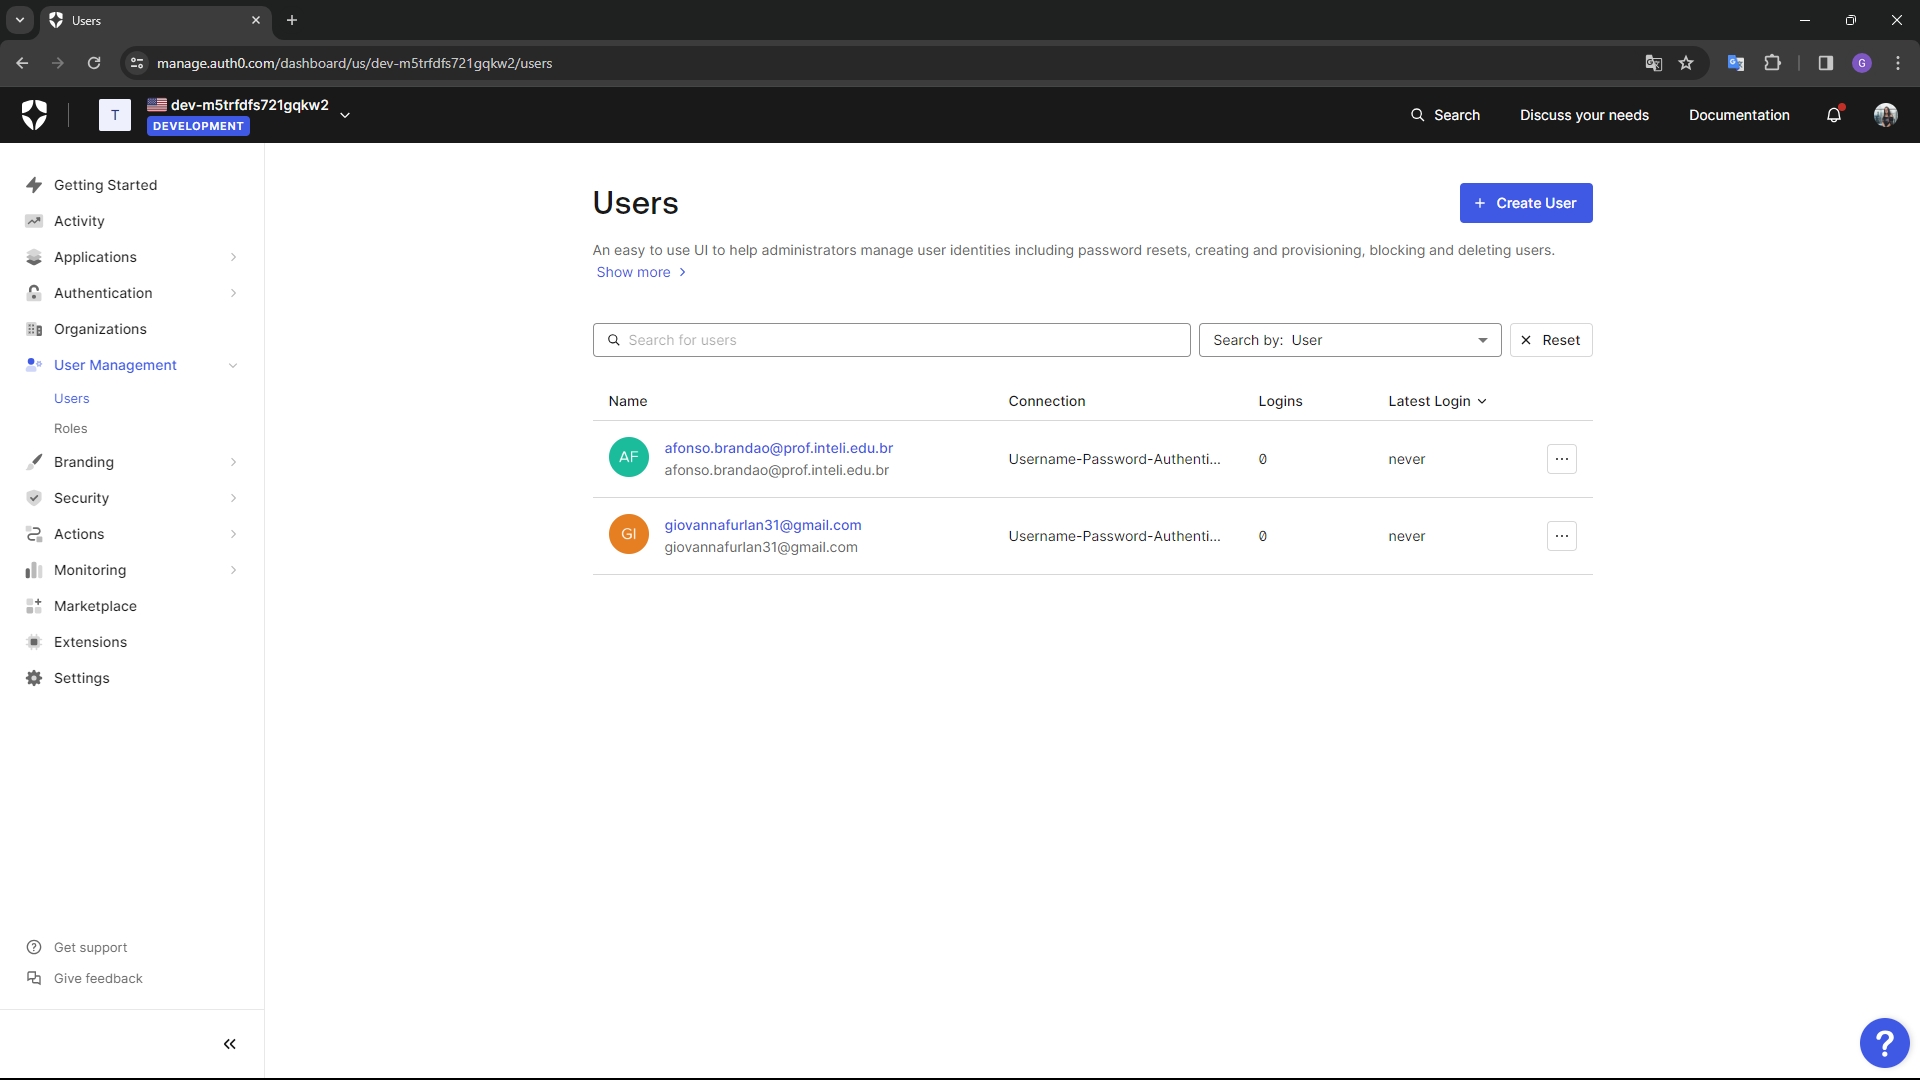 Users
manage.auth0.com/dashboard/us/dev-m5trfdfs721gqkw2/users
G
T
dev-m5trfdfs721gqkw2
DEVELOPMENT
Search
Discuss your needs
Documentation
Getting Started
Activity
Applications
Authentication
Organizations
User Management
Users
Roles
Branding
Security
Actions
Monitoring
Marketplace
Extensions
Settings
Get support
Give feedback
Users
+ Create User
An easy to use UI to help administrators manage user identities including password resets, creating and provisioning, blocking and deleting users.
Show more
Search for users
Search by: User
Reset
Name Connection Logins Latest Login
AF
afonso.brandao@prof.inteli.edu.br
afonso.brandao@prof.inteli.edu.br
Username-Password-Authenti... 0 never
GI
giovannafurlan31@gmail.com
giovannafurlan31@gmail.com
Username-Password-Authenti... 0 never
?